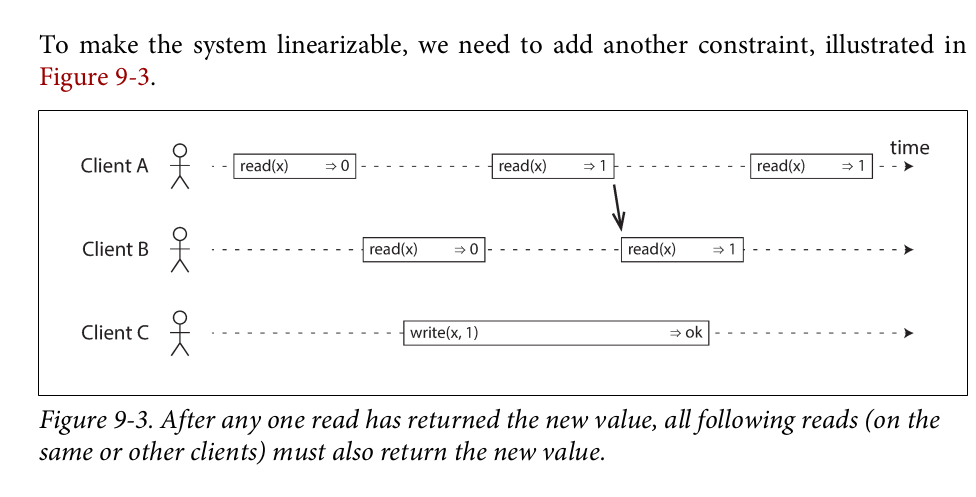 To make the system linearizable, we need to add another constraint, illustrated in
Figure 9-3.
time
Client A read(x) ⇒ 0 read(x) ⇒ 1 read(x) ⇒ 1
Client B read(x) ⇒ 0 read(x) ⇒ 1
Client C write(x, 1) ⇒ ok
Figure 9-3. After any one read has returned the new value, all following reads (on the
same or other clients) must also return the new value.